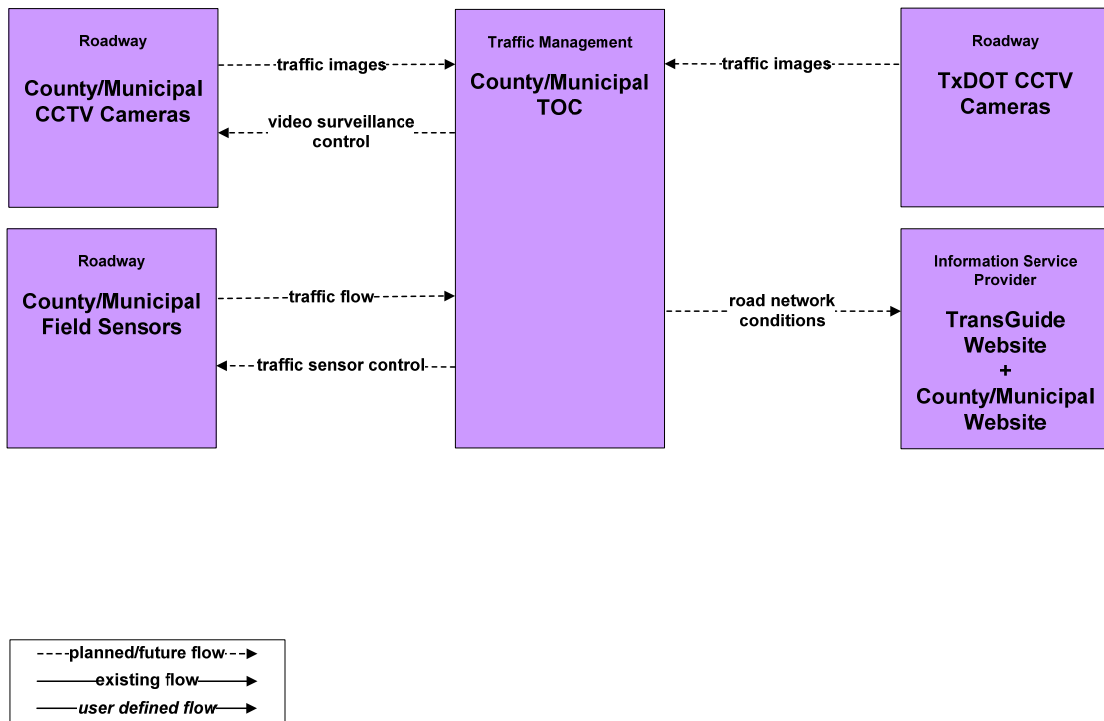 Roadway
County/Municipal
CCTV Cameras
traffic images
video surveillance
control
Traffic Management
County/Municipal
TOC
traffic images
Roadway
TxDOT CCTV
Cameras
Roadway
County/Municipal
Field Sensors
traffic flow
traffic sensor control
road network
conditions
Information Service
Provider
TransGuide
Website
+
County/Municipal
Website
planned/future flow
existing flow
user defined flow